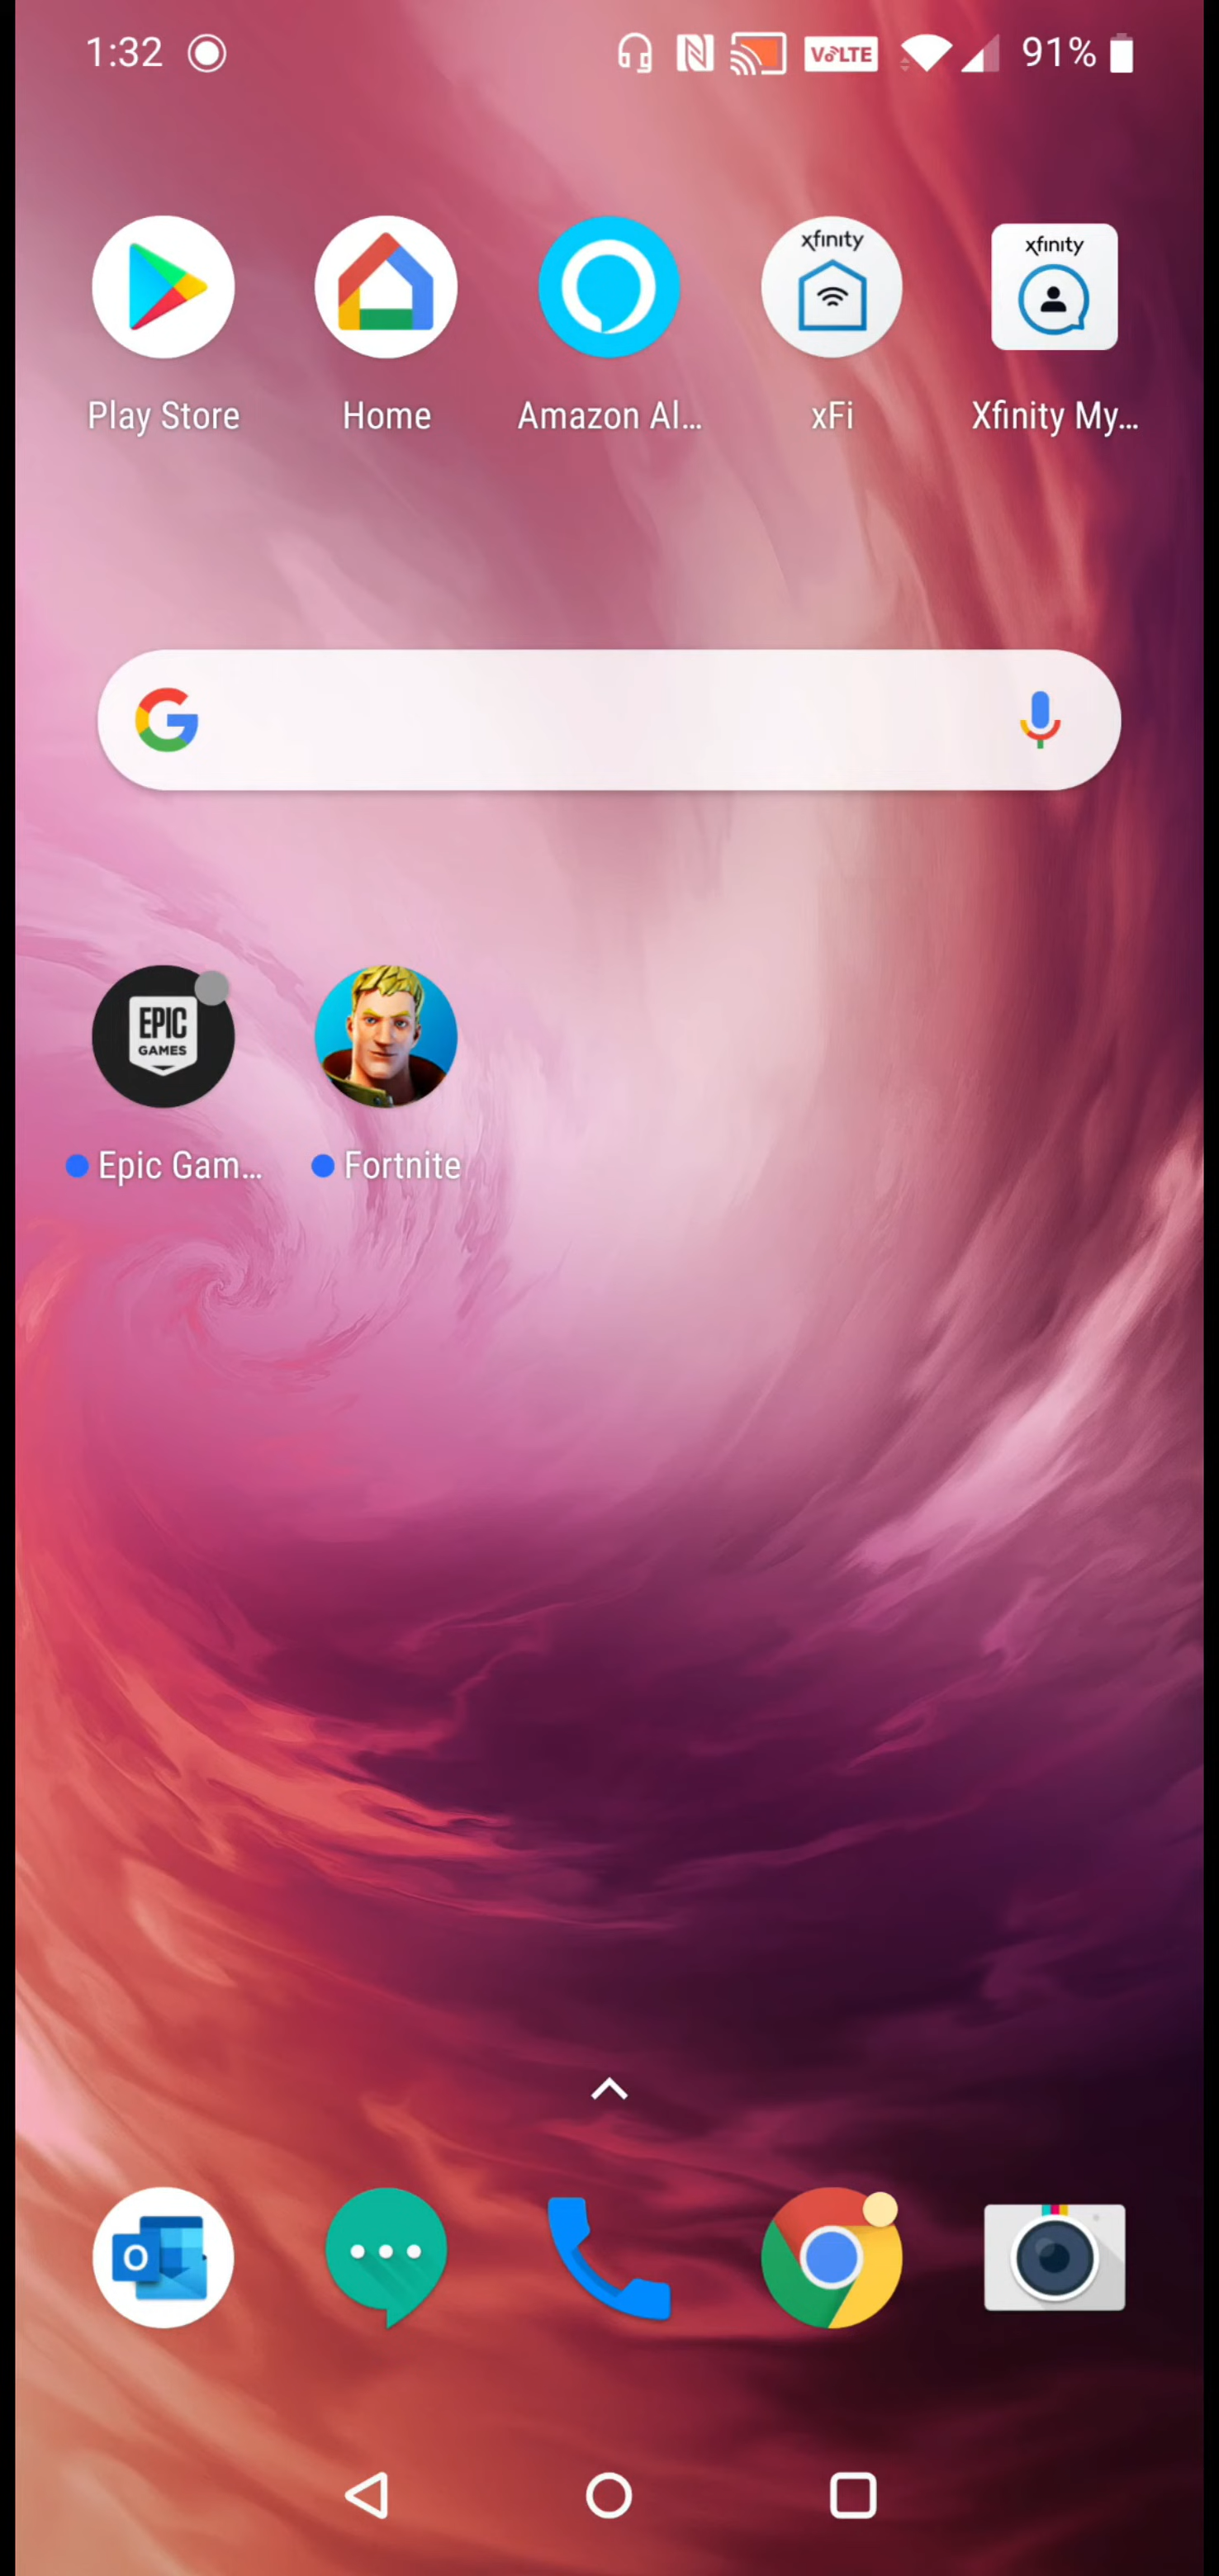 1:32 VoLTE 91%
xfinity xfinity
Play Store Home Amazon Al... xFi Xfinity My...
EPIC
GAMES
Epic Gam... Fortnite